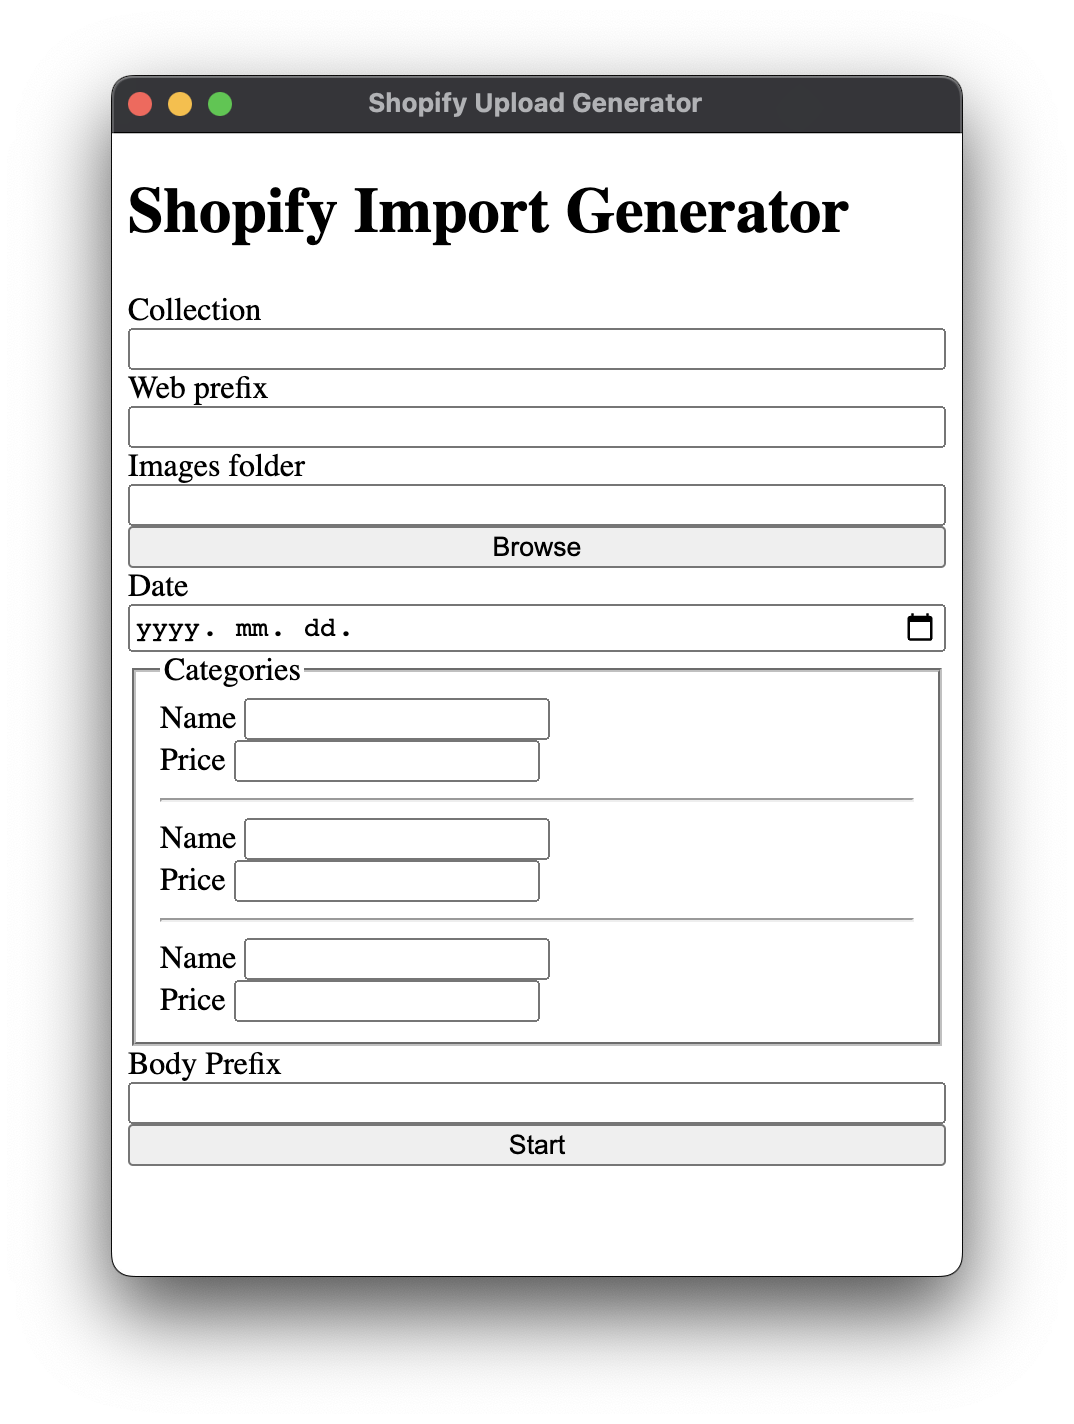 Shopify Upload Generator
Shopify Import Generator
Collection
Web prefix
Images folder
Browse
Date
yyyy. mm. dd.
Categories
Name
Price
Name
Price
Name
Price
Body Prefix
Start